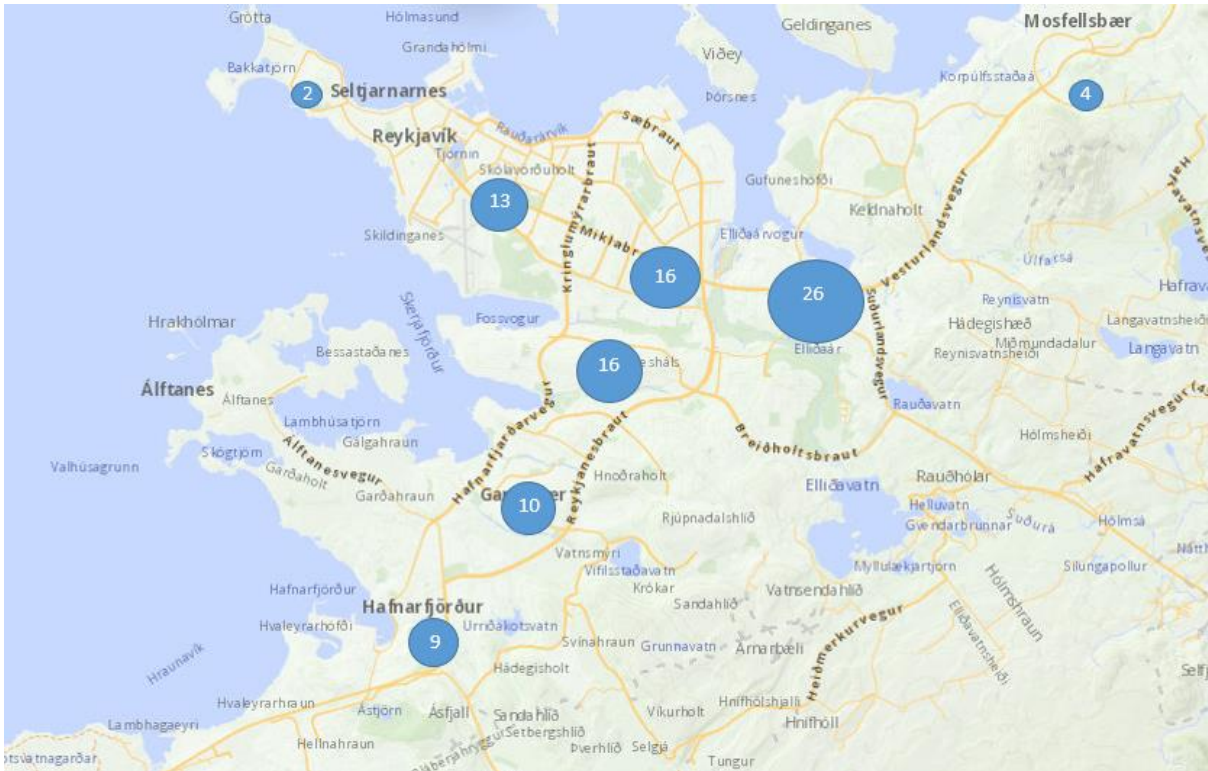 Grótta
Hólmasund
Geldinganes
Mosfellsbær
Grandahólmi
Viðey
Bakkatjörn
Korpúlfsstaðaá
2
Seltjarnarnes
4
Þórsnes
Sæbraut
Rauðarárvík
Reykjavík
Tjörnin
Skólavörðuholt
Gufuneshöfði
13
Keldnaholt
Skildinganes
Miklabr
Elliðaárvogur
Kringlumýrarbraut
Vesturlandsvegur
Úlfarsá
16
26
Suðurlandsvegur
Reynisvatn
Hafrava
Skerjafjörður
Fossvogur
Hrakhólmar
Hádegishæð
Langavatnsheiði
Bessastaðanes
Elliðaár
Miðmundadalur
Reynisvatnsheiði
Langavatn
16
esháls
Álftanes
Álftanes
Rauðavatn
Lambhúsatjörn
Gálgahraun
Breiðholtsbraut
Hólmsheiði
Hafravatnsvegur
Valhúsagrunn
Álftanesvegur
Garðaholt
Hafnarfjarðarvegur
Reykjanesbraut
Hnoðraholt
Rauðhólar
Garðahraun
Elliðavatn
Helluvatn
10
Rjúpnadalshlíð
Gvendarbrunnar
Suðurá
Hólmsá
Vatnsmýri
Vífilsstaðavatn
Myllulækjartjörn
Silungapollur
Hafnarfjörður
Krókar
Vatnsendahlíð
Hólmshraun
Hafnarfjörður
Sandahlíð
Hvaleyrarhöfði
Urriðakotsvatn
Heiðmerkurvegur
Elliðavatnsheiði
9
Svínahraun
Grunnavatn
Arnarbæli
Hraunavík
Hádegisholt
Hvaleyrarhraun
Hnífhólshjalli
Ástjörn
Ásfjall
Sandahlíð
Víkurholt
Hnífhóll
Lambhagaeyri
Setbergshlíð
Hellnahraun
Þverhlíð
Selgjá
Tungur
otsvatnagarðar